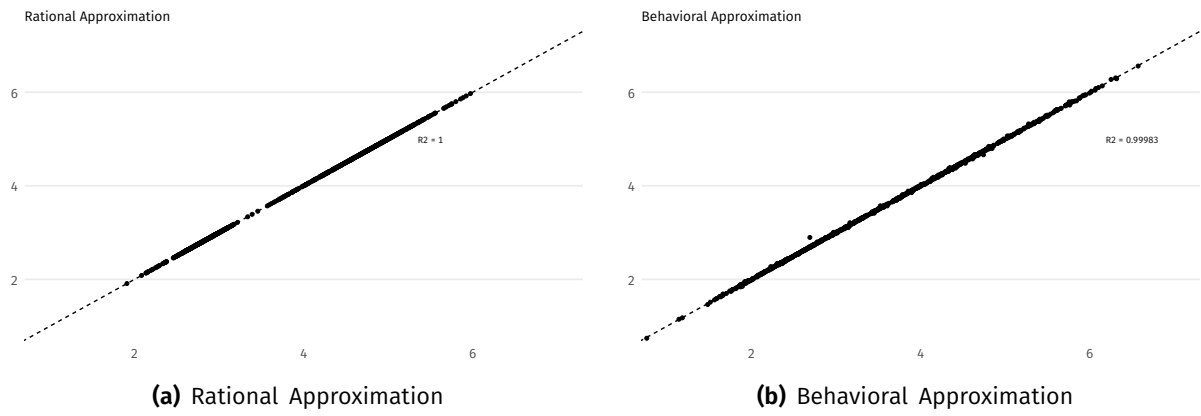 Rational Approximation
6
4
2
R2 = 1
2 4 6
(a) Rational Approximation
Behavioral Approximation
6
4
2
R2 = 0.99983
2 4 6
(b) Behavioral Approximation